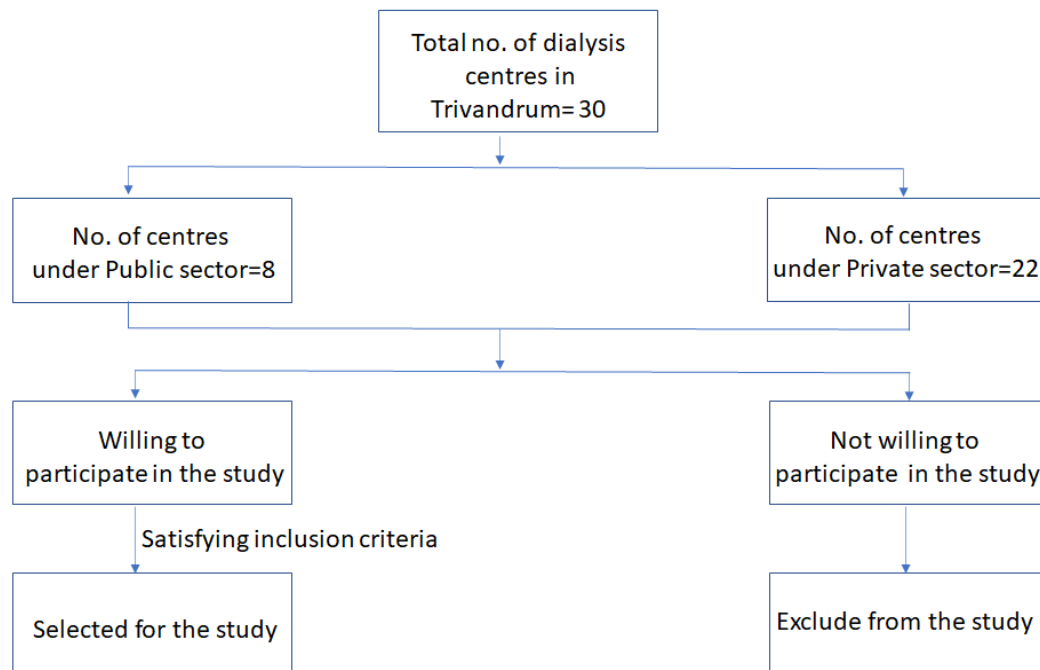 Total no. of dialysis
centres in
Trivandrum= 30
No. of centres
under Public sector=8
No. of centres
under Private sector=22
Willing to
participate in the study
Not willing to
participate in the study
Satisfying inclusion criteria
Selected for the study
Exclude from the study